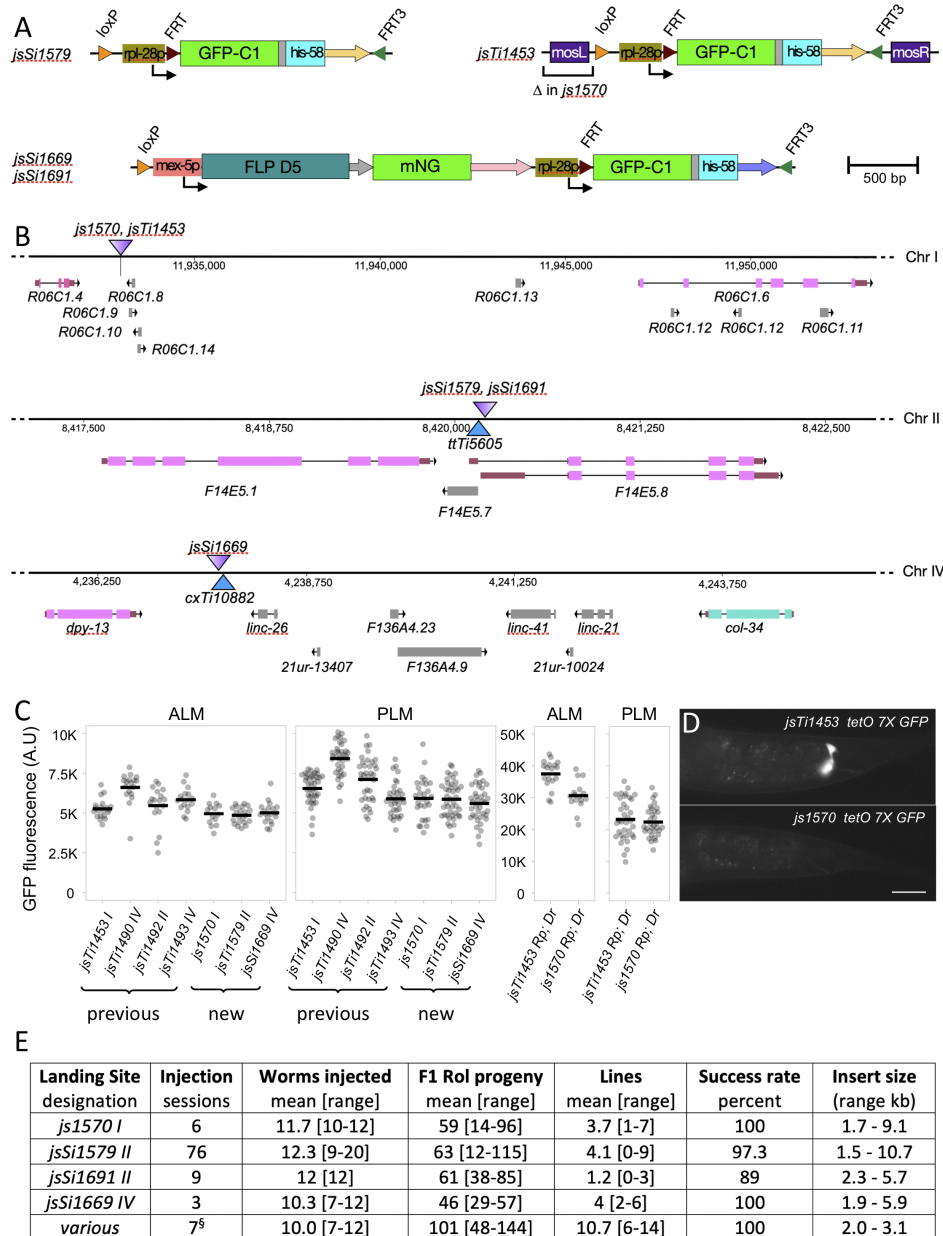 A
jsSi1579
loxP
rpl-28p
FRT
GFP-C1
his-58
FRT3
jsTi1453
mosL
loxP
rpl-28p
FRT
GFP-C1
his-58
FRT3
mosR
Δ in js1570
jsSi1669
jsSi1691
loxP
mex-5p
FLP D5
mNG
rpl-28p
FRT
GFP-C1
his-58
FRT3
500 bp
B
js1570, jsTi1453
Chr I
11,935,000 11,940,000 11,945,000 11,950,000
R06C1.4 R06C1.8 R06C1.13 R06C1.6
R06C1.9 R06C1.12 R06C1.12 R06C1.11
R06C1.10
R06C1.14
jsSi1579, jsSi1691
Chr II
8,417,500 8,418,750 8,420,000 8,421,250 8,422,500
ttTi5605
F14E5.1 F14E5.8
F14E5.7
jsSi1669
Chr IV
4,236,250 4,238,750 4,241,250 4,243,750
cxTi10882
dpy-13 linc-26 F136A4.23 linc-41 linc-21 col-34
21ur-13407 F136A4.9 21ur-10024
C
ALM PLM ALM PLM
GFP fluorescence (A.U)
10K
7.5K
5K
2.5K
0
50K
40K
30K
20K
10K
0
jsTi1453 I
jsTi1490 IV
jsTi1492 II
jsTi1493 IV
js1570 I
jsTi1579 II
jsSi1669 IV
jsTi1453 I
jsTi1490 IV
jsTi1492 II
jsTi1493 IV
js1570 I
jsTi1579 II
jsSi1669 IV
jsTi1453 Rp; Dr
js1570 Rp; Dr
jsTi1453 Rp; Dr
js1570 Rp; Dr
previous new previous new
D
jsTi1453 tetO 7X GFP
js1570 tetO 7X GFP
E
Landing Site Injection Worms injected F1 Rol progeny Lines Success rate Insert size
designation sessions mean [range] mean [range] mean [range] percent (range kb)
js1570 I 6 11.7 [10-12] 59 [14-96] 3.7 [1-7] 100 1.7 - 9.1
jsSi1579 II 76 12.3 [9-20] 63 [12-115] 4.1 [0-9] 97.3 1.5 - 10.7
jsSi1691 II 9 12 [12] 61 [38-85] 1.2 [0-3] 89 2.3 - 5.7
jsSi1669 IV 3 10.3 [7-12] 46 [29-57] 4 [2-6] 100 1.9 - 5.9
various 7§ 10.0 [7-12] 101 [48-144] 10.7 [6-14] 100 2.0 - 3.1